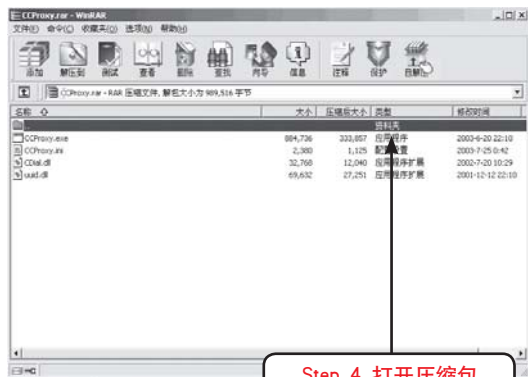 CCProxy.rar - WinRAR
文件(F) 命令(C) 收藏夹(O) 选项(N) 帮助(H)
添加 解压到 测试 查看 删除 查找 向导 信息 注释 保护 自解压
CCProxy.rar - RAR 压缩文件, 解包大小为 989,516 字节
名称 大小 压缩后大小 类型 修改时间
资料夹
CCProxy.exe 884,736 333,857 应用程序 2003-6-20 22:10
CCProxy.ini 2,380 1,125 配置设置 2003-7-25 0:42
CDial.dll 32,768 12,040 应用程序扩展 2002-7-20 10:29
uuid.dll 69,632 27,251 应用程序扩展 2001-12-12 22:10
Step 4 打开压缩包